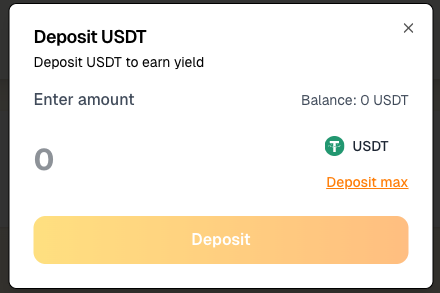 Deposit USDT
Deposit USDT to earn yield
Enter amount
Balance: 0 USDT
0
USDT
Deposit max
Deposit